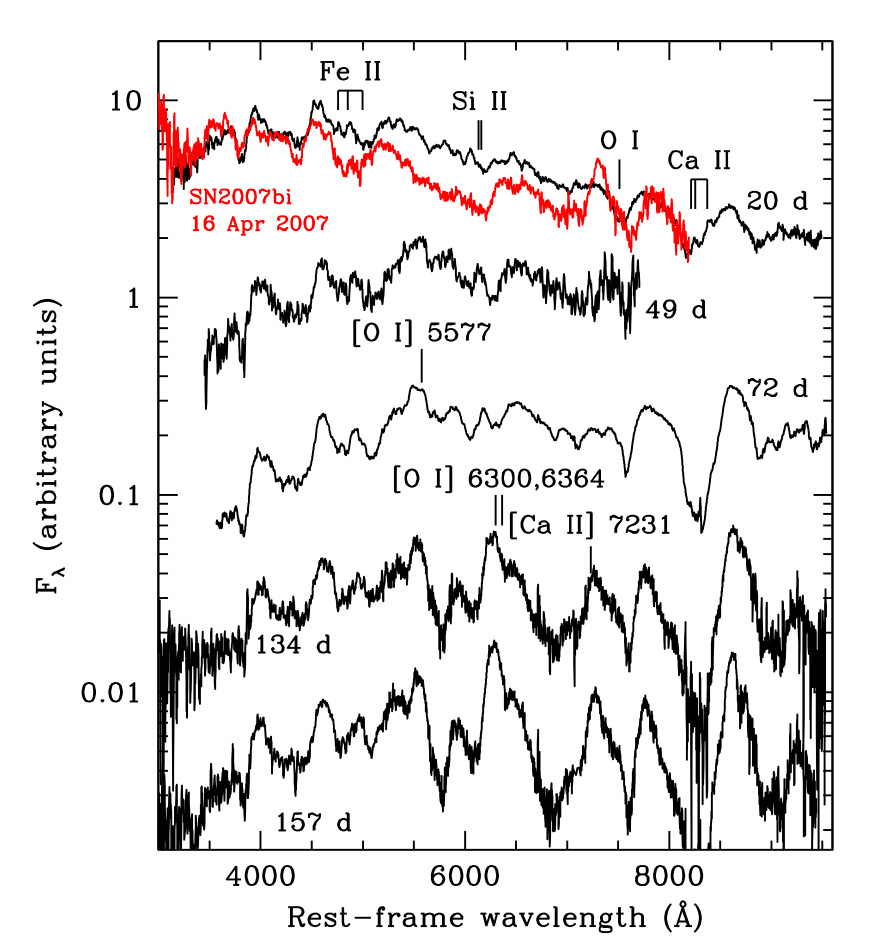 Fe II
10
Si II
O I
Ca II
SN2007bi
16 Apr 2007
20 d
1
49 d
[O I] 5577
72 d
[O I] 6300,6364
0.1
[Ca II] 7231
134 d
0.01
157 d
4000 6000 8000
Rest-frame wavelength (Å)
Fλ (arbitrary units)